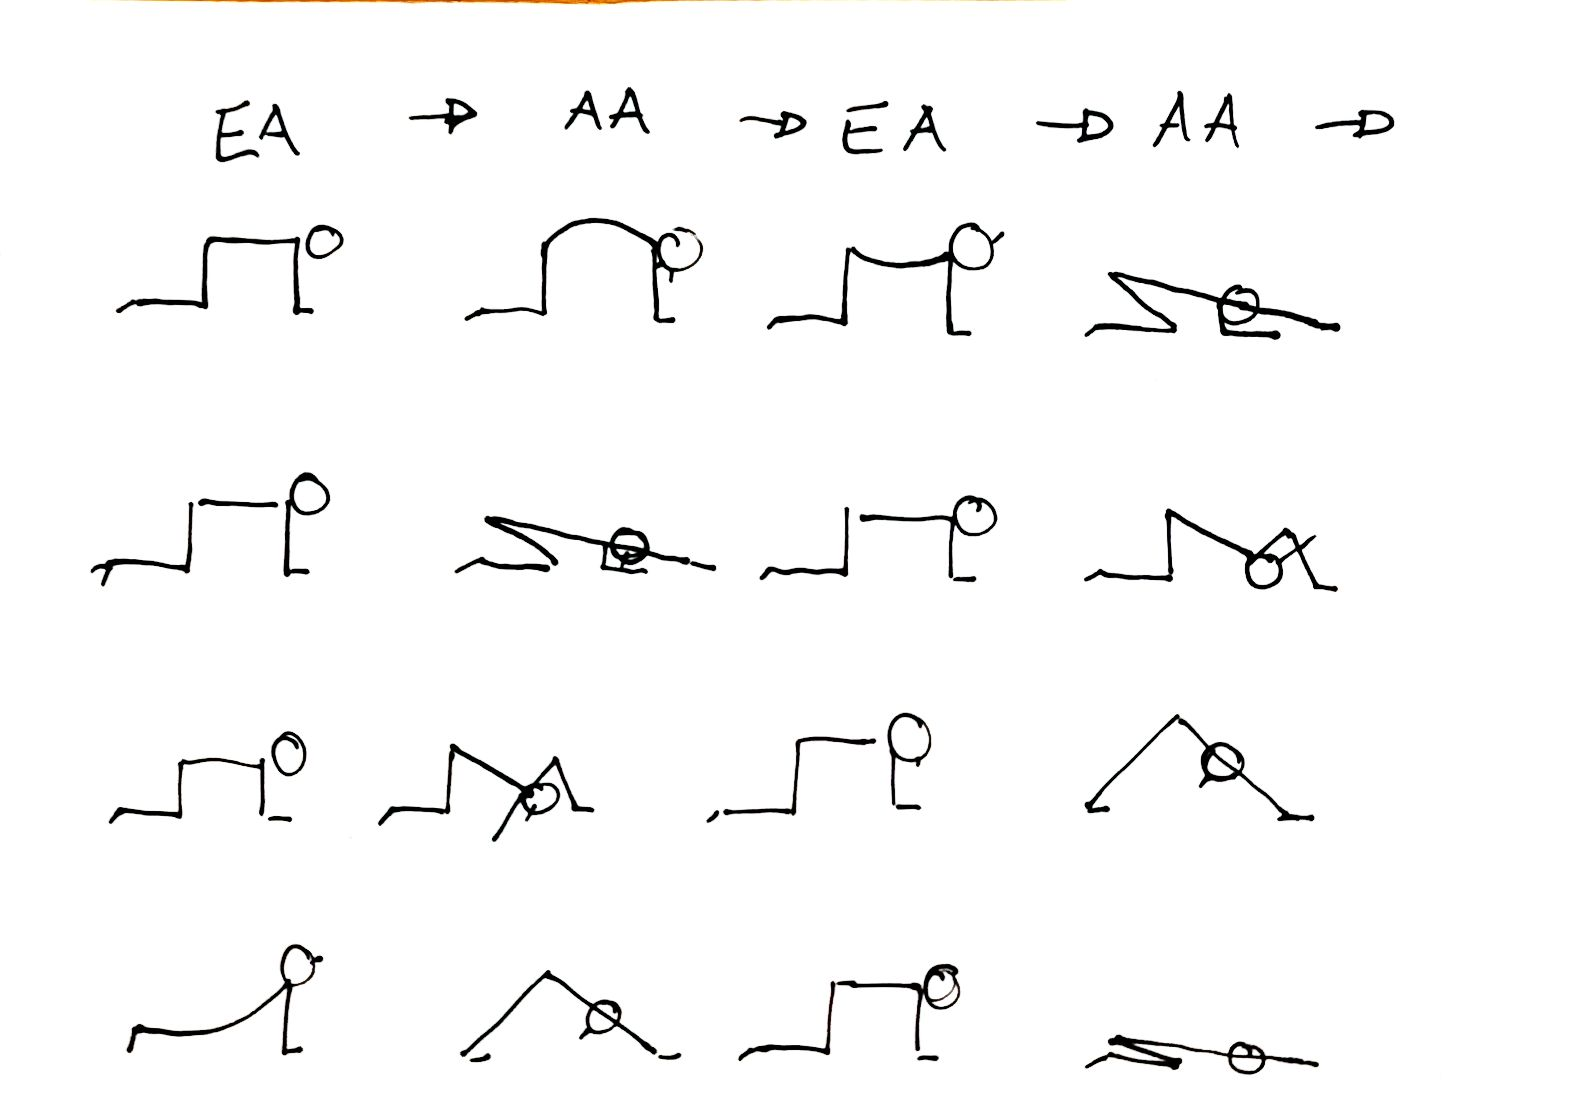 EA → AA → EA → AA →